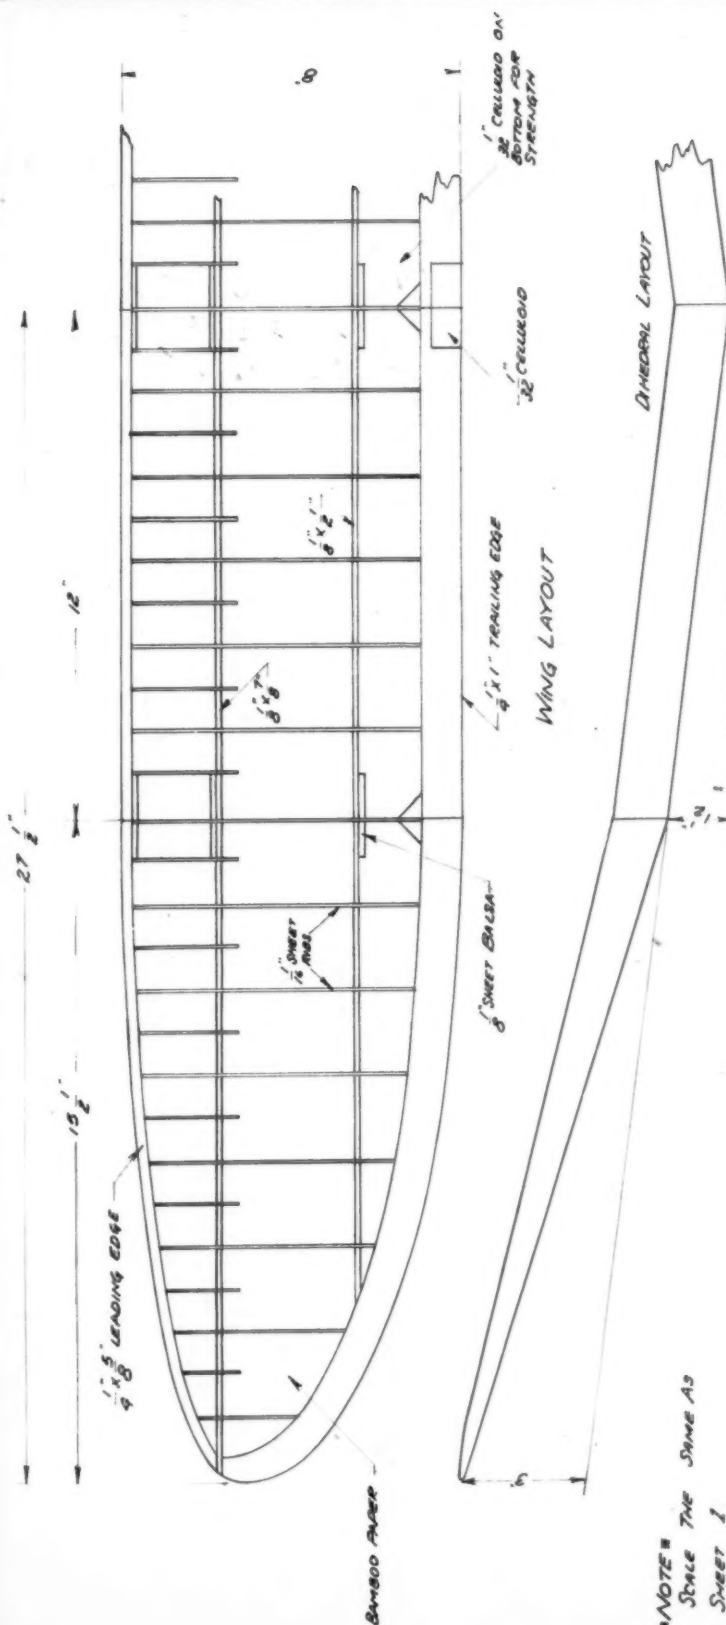 27 1/2"
15 1/2"
12"
8"
1/4" x 5/8" LEADING EDGE
1/16" SHEET
RIBS
1/8" x 7/8"
1/8" x 1/2"
1/32" CELLULOID ON
BOTTOM FOR
STRENGTH
1/32" CELLULOID
1/4" x 1" TRAILING EDGE
1/8" SHEET BALSA
BAMBOO PAPER
WING LAYOUT
DIHEDRAL LAYOUT
NOTE
SCALE THE SAME AS
SHEET 1